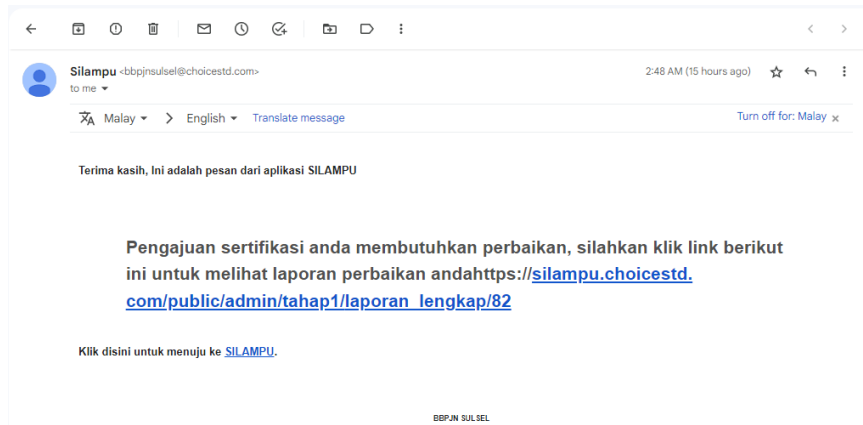 Silampu <bbpjnsulsel@choicestd.com>
2:48 AM (15 hours ago)
to me
Malay > English Translate message
Turn off for: Malay ×
Terima kasih, Ini adalah pesan dari aplikasi SILAMPU
Pengajuan sertifikasi anda membutuhkan perbaikan, silahkan klik link berikut
ini untuk melihat laporan perbaikan andahttps://silampu.choicestd.
com/public/admin/tahap1/laporan_lengkap/82
Klik disini untuk menuju ke SILAMPU.
BBPJN SULSEL